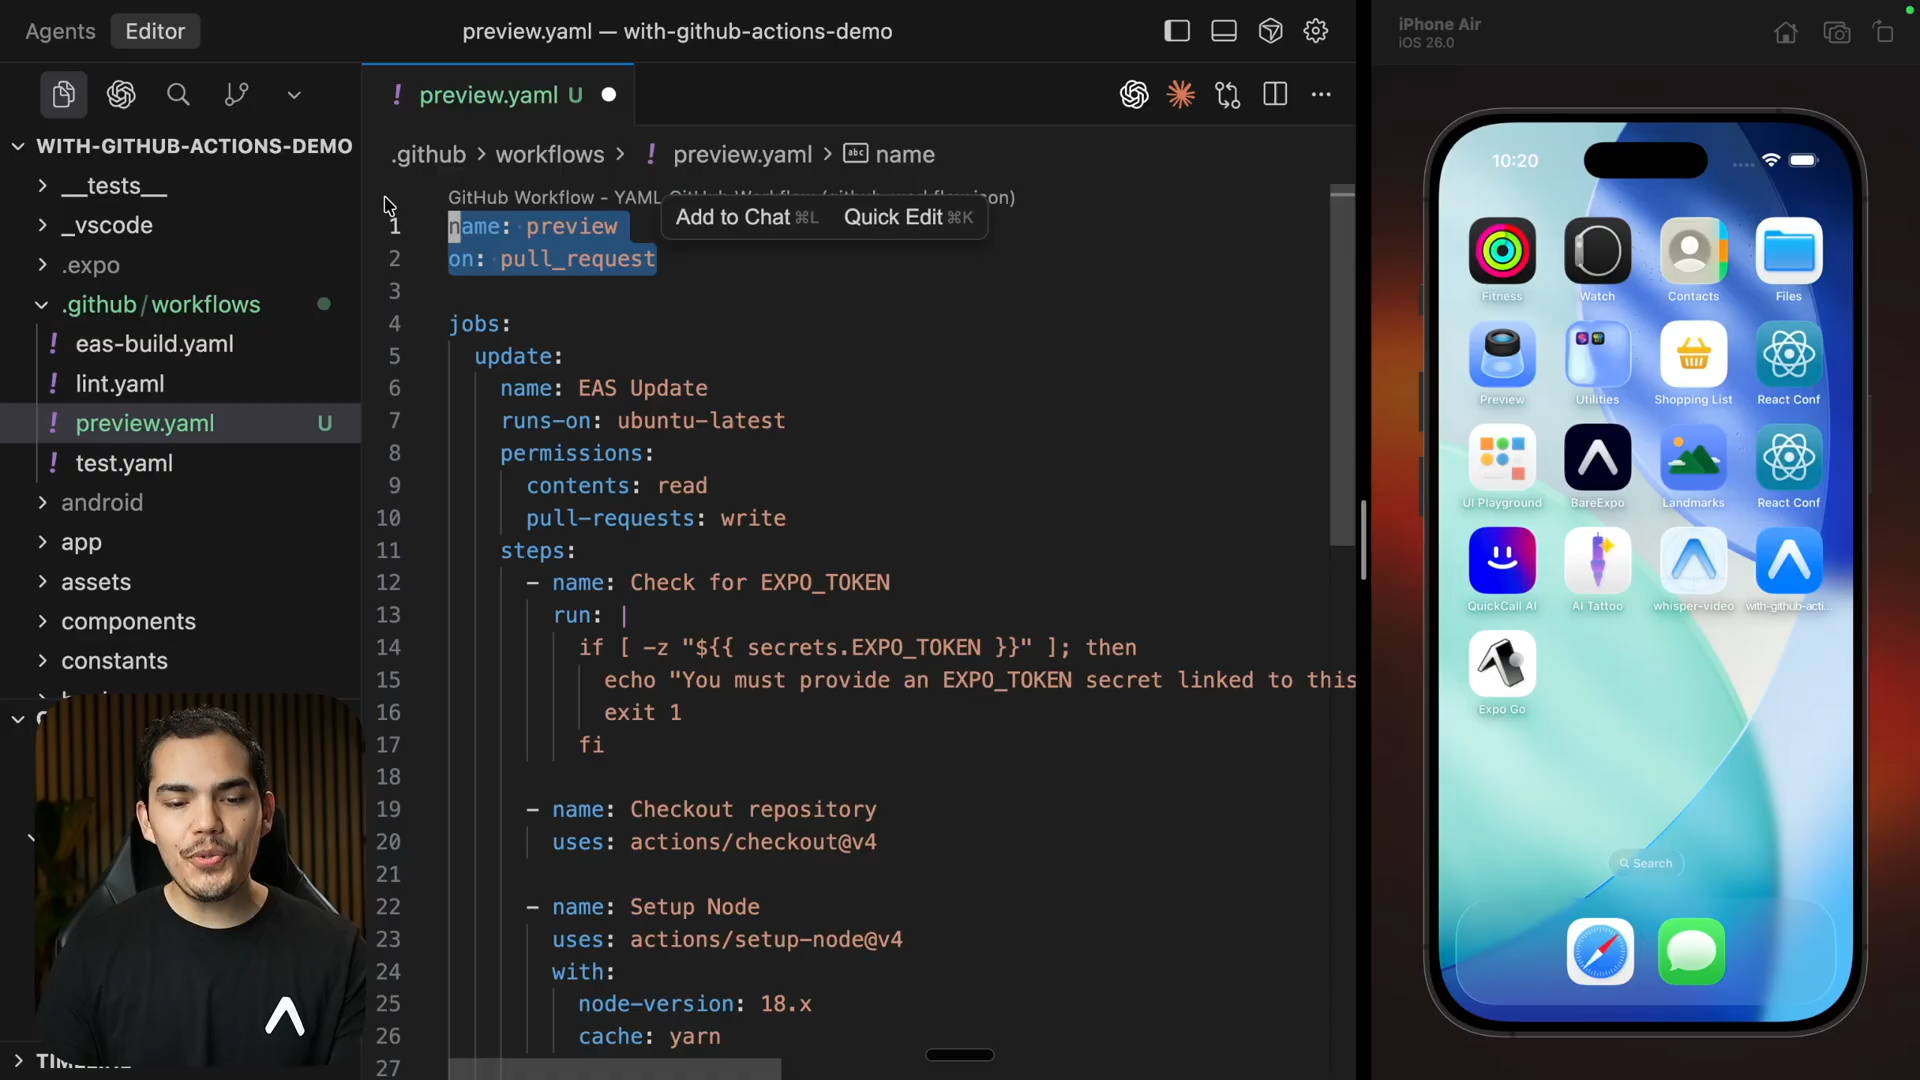 Agents Editor
preview.yaml — with-github-actions-demo
preview.yaml U
.github > workflows > ! preview.yaml > name
WITH-GITHUB-ACTIONS-DEMO
__tests__
_vscode
.expo
.github/workflows
! eas-build.yaml
! lint.yaml
! preview.yaml U
! test.yaml
android
app
assets
components
constants
GitHub Workflow - YAML
Add to Chat ⌘L Quick Edit ⌘K
1 name: preview
2 on: pull_request
3
4 jobs:
5 update:
6 name: EAS Update
7 runs-on: ubuntu-latest
8 permissions:
9 contents: read
10 pull-requests: write
11 steps:
12 - name: Check for EXPO_TOKEN
13 run: |
14 if [ -z "${{ secrets.EXPO_TOKEN }}" ]; then
15 echo "You must provide an EXPO_TOKEN secret linked to this
16 exit 1
17 fi
18
19 - name: Checkout repository
20 uses: actions/checkout@v4
21
22 - name: Setup Node
23 uses: actions/setup-node@v4
24 with:
25 node-version: 18.x
26 cache: yarn
27
iPhone Air
iOS 26.0
10:20
Fitness Watch Contacts Files
Preview Utilities Shopping List React Conf
UI Playground BareExpo Landmarks React Conf
QuickCall AI AI Tattoo whisper-video with-github-acti...
Expo Go
Search